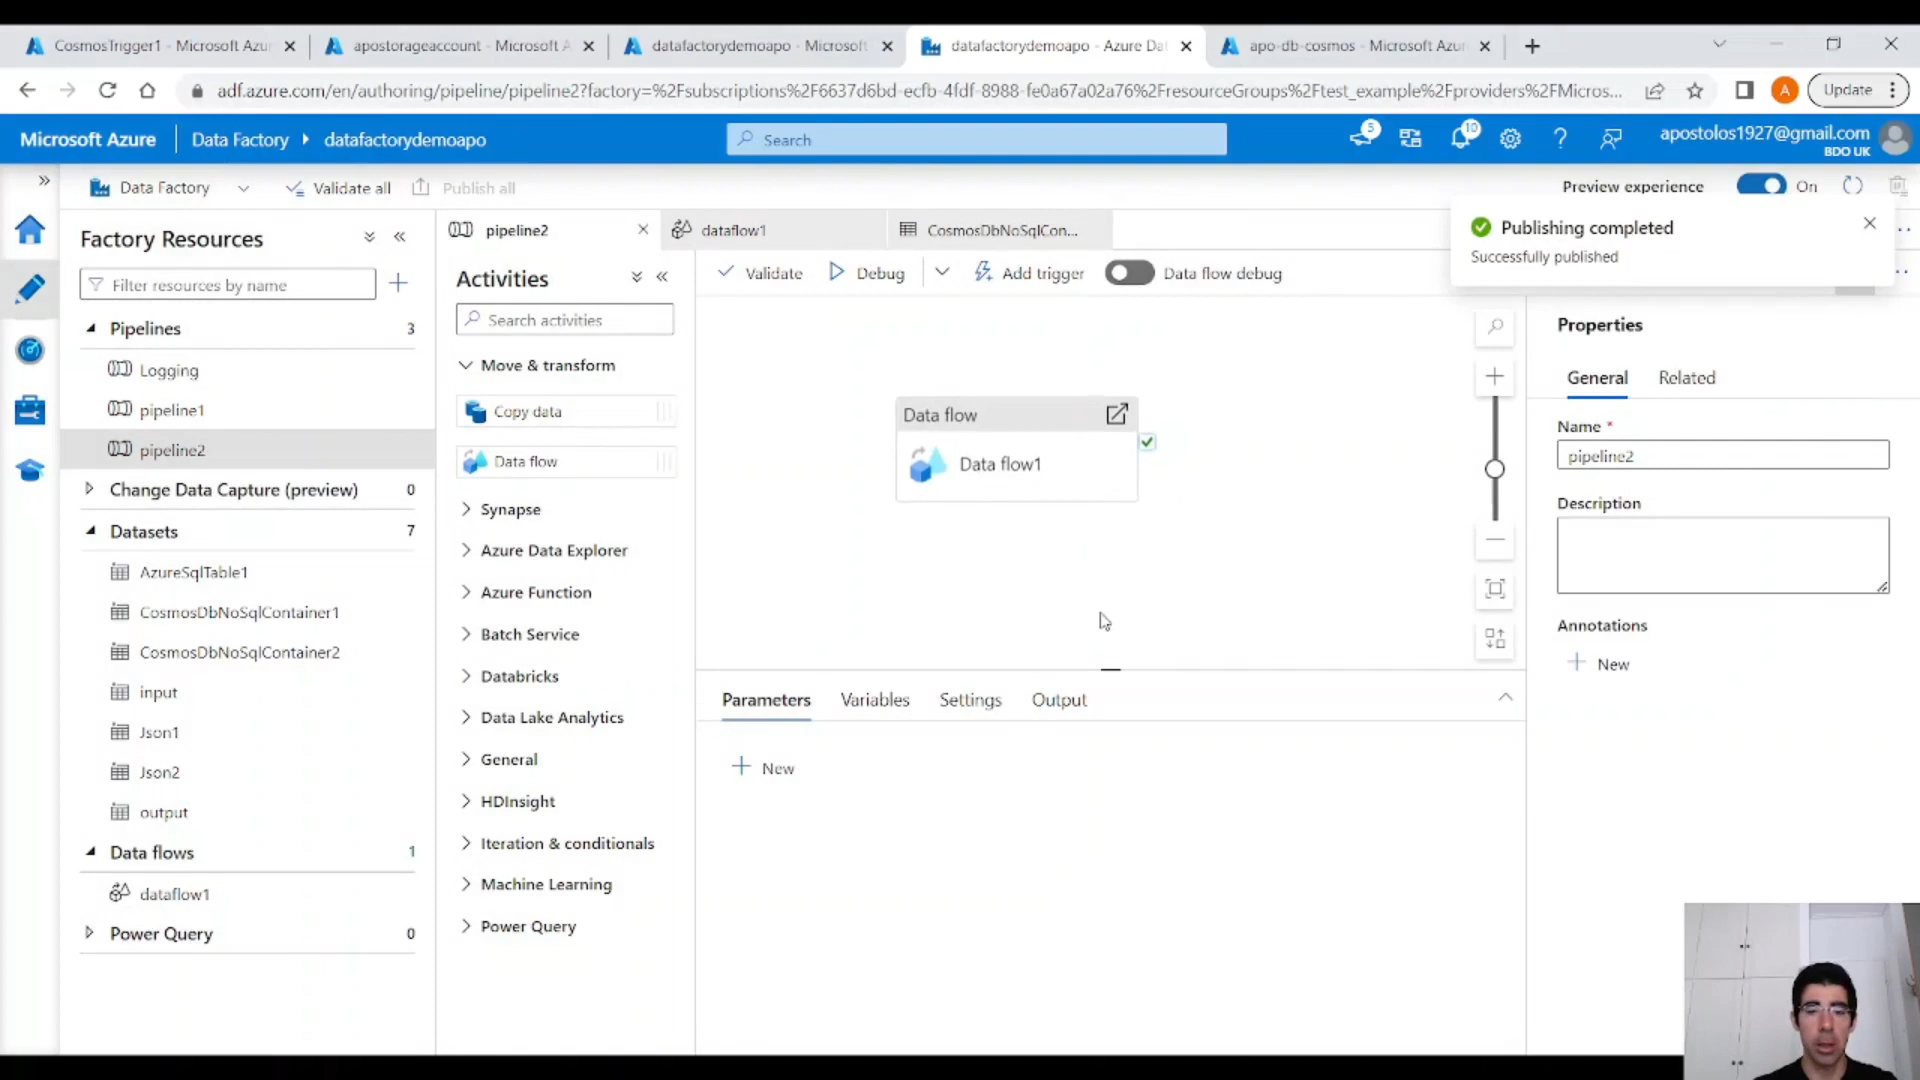 CosmosTrigger1 - Microsoft Azu
apostorageaccount - Microsoft A
datafactorydemoapo - Microsoft
datafactorydemoapo - Azure Dat
apo-db-cosmos - Microsoft Azur
adf.azure.com/en/authoring/pipeline/pipeline2?factory=%2Fsubscriptions%2F6637d6bd-ecfb-4fdf-8988-fe0a67a02a76%2FresourceGroups%2Ftest_example%2Fproviders%2FMicros...
A
Update
Microsoft Azure
Data Factory
datafactorydemoapo
Search
5
10
apostolos1927@gmail.com
BDO UK
Data Factory
Validate all
Publish all
Preview experience
On
Publishing completed
Successfully published
Factory Resources
Filter resources by name
Pipelines 3
Logging
pipeline1
pipeline2
Change Data Capture (preview) 0
Datasets 7
AzureSqlTable1
CosmosDbNoSqlContainer1
CosmosDbNoSqlContainer2
input
Json1
Json2
output
Data flows 1
dataflow1
Power Query 0
pipeline2
dataflow1
CosmosDbNoSqlCon...
Activities
Search activities
Move & transform
Copy data
Data flow
Synapse
Azure Data Explorer
Azure Function
Batch Service
Databricks
Data Lake Analytics
General
HDInsight
Iteration & conditionals
Machine Learning
Power Query
Validate
Debug
Add trigger
Data flow debug
Data flow
Data flow1
Parameters
Variables
Settings
Output
New
Properties
General
Related
Name *
pipeline2
Description
Annotations
New